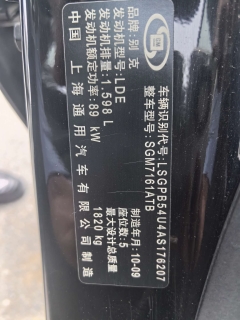 品牌:别克
发动机型号:LDE
发动机排量:1.598 L
发动机额定功率:89 kW
中国 上海通用汽车有限公司制造
车辆识别代号:
LSGPB54U4AS176207
整车型号:
SGM7161ATB
制造年月:10-09
座位数:5
最大设计总质量
1820 kg